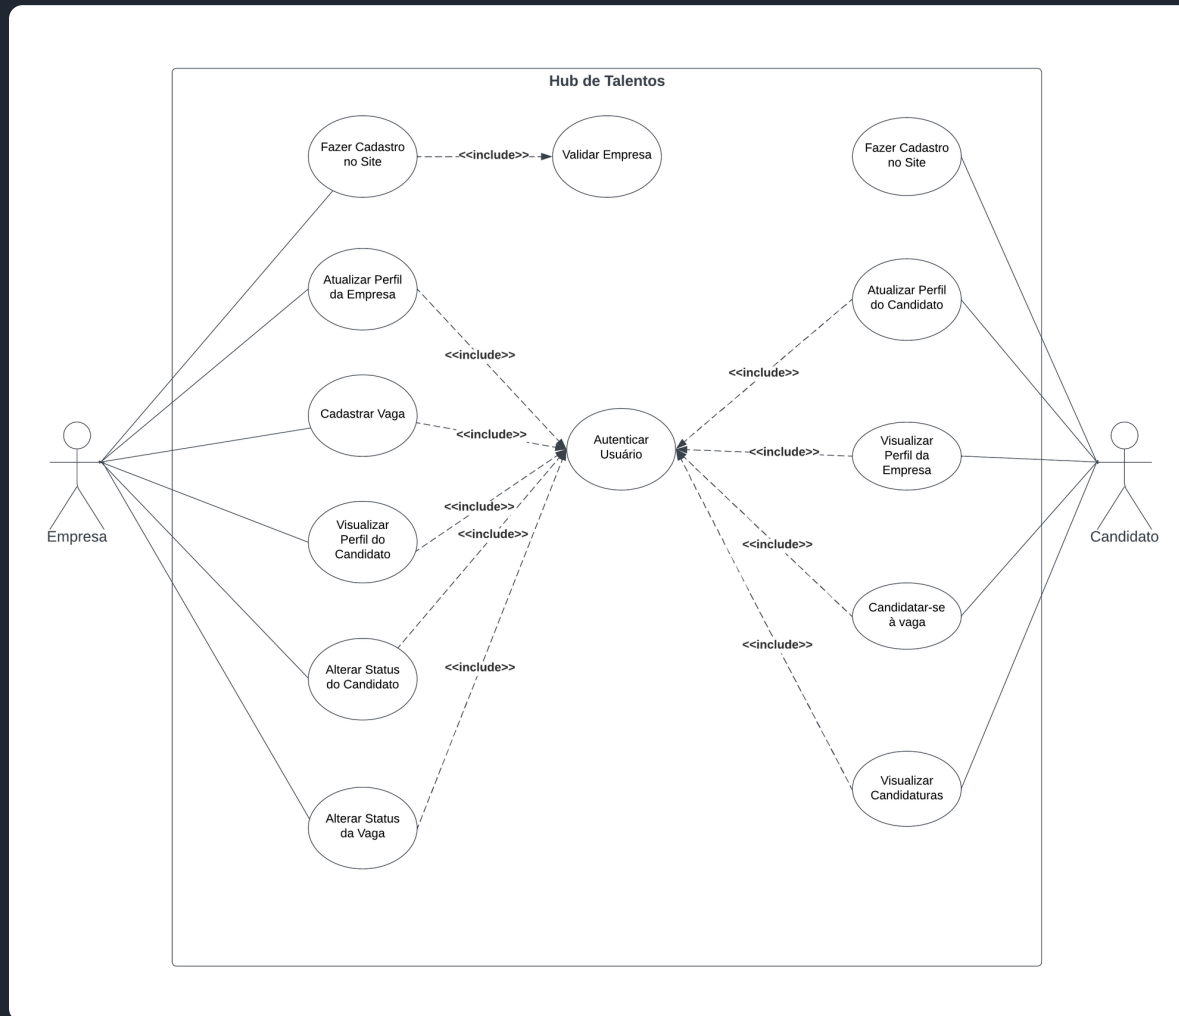 Hub de Talentos
Fazer Cadastro
no Site
<<include>>
Validar Empresa
Fazer Cadastro
no Site
Atualizar Perfil
da Empresa
Atualizar Perfil
do Candidato
<<include>>
<<include>>
Cadastrar Vaga
<<include>>
Autenticar
Usuário
<<include>>
Visualizar
Perfil da
Empresa
Empresa
Candidato
Visualizar
Perfil do
Candidato
<<include>>
<<include>>
<<include>>
Candidatar-se
à vaga
<<include>>
Alterar Status
do Candidato
<<include>>
Visualizar
Candidaturas
Alterar Status
da Vaga